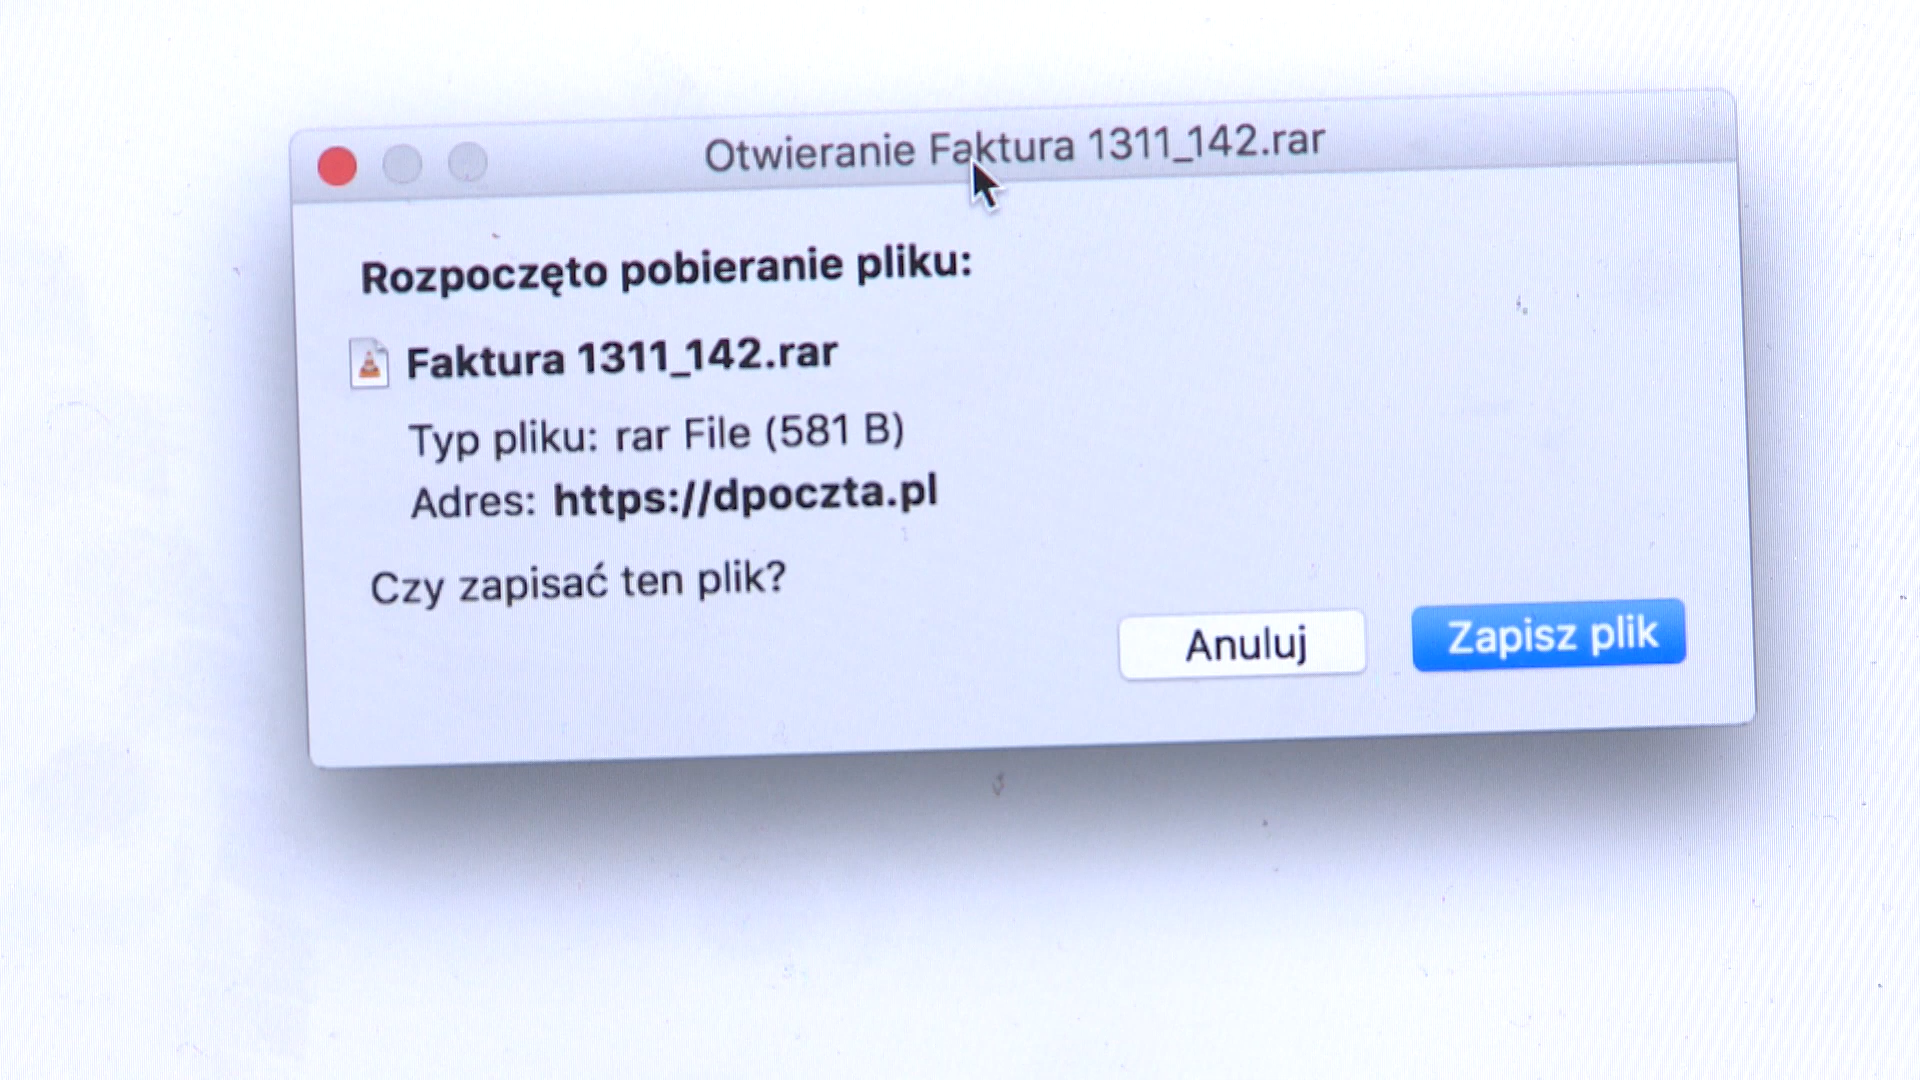 Otwieranie Faktura 1311_142.rar
Rozpoczęto pobieranie pliku:
Faktura 1311_142.rar
Typ pliku: rar File (581 B)
Adres: https://dpoczta.pl
Czy zapisać ten plik?
Anuluj
Zapisz plik